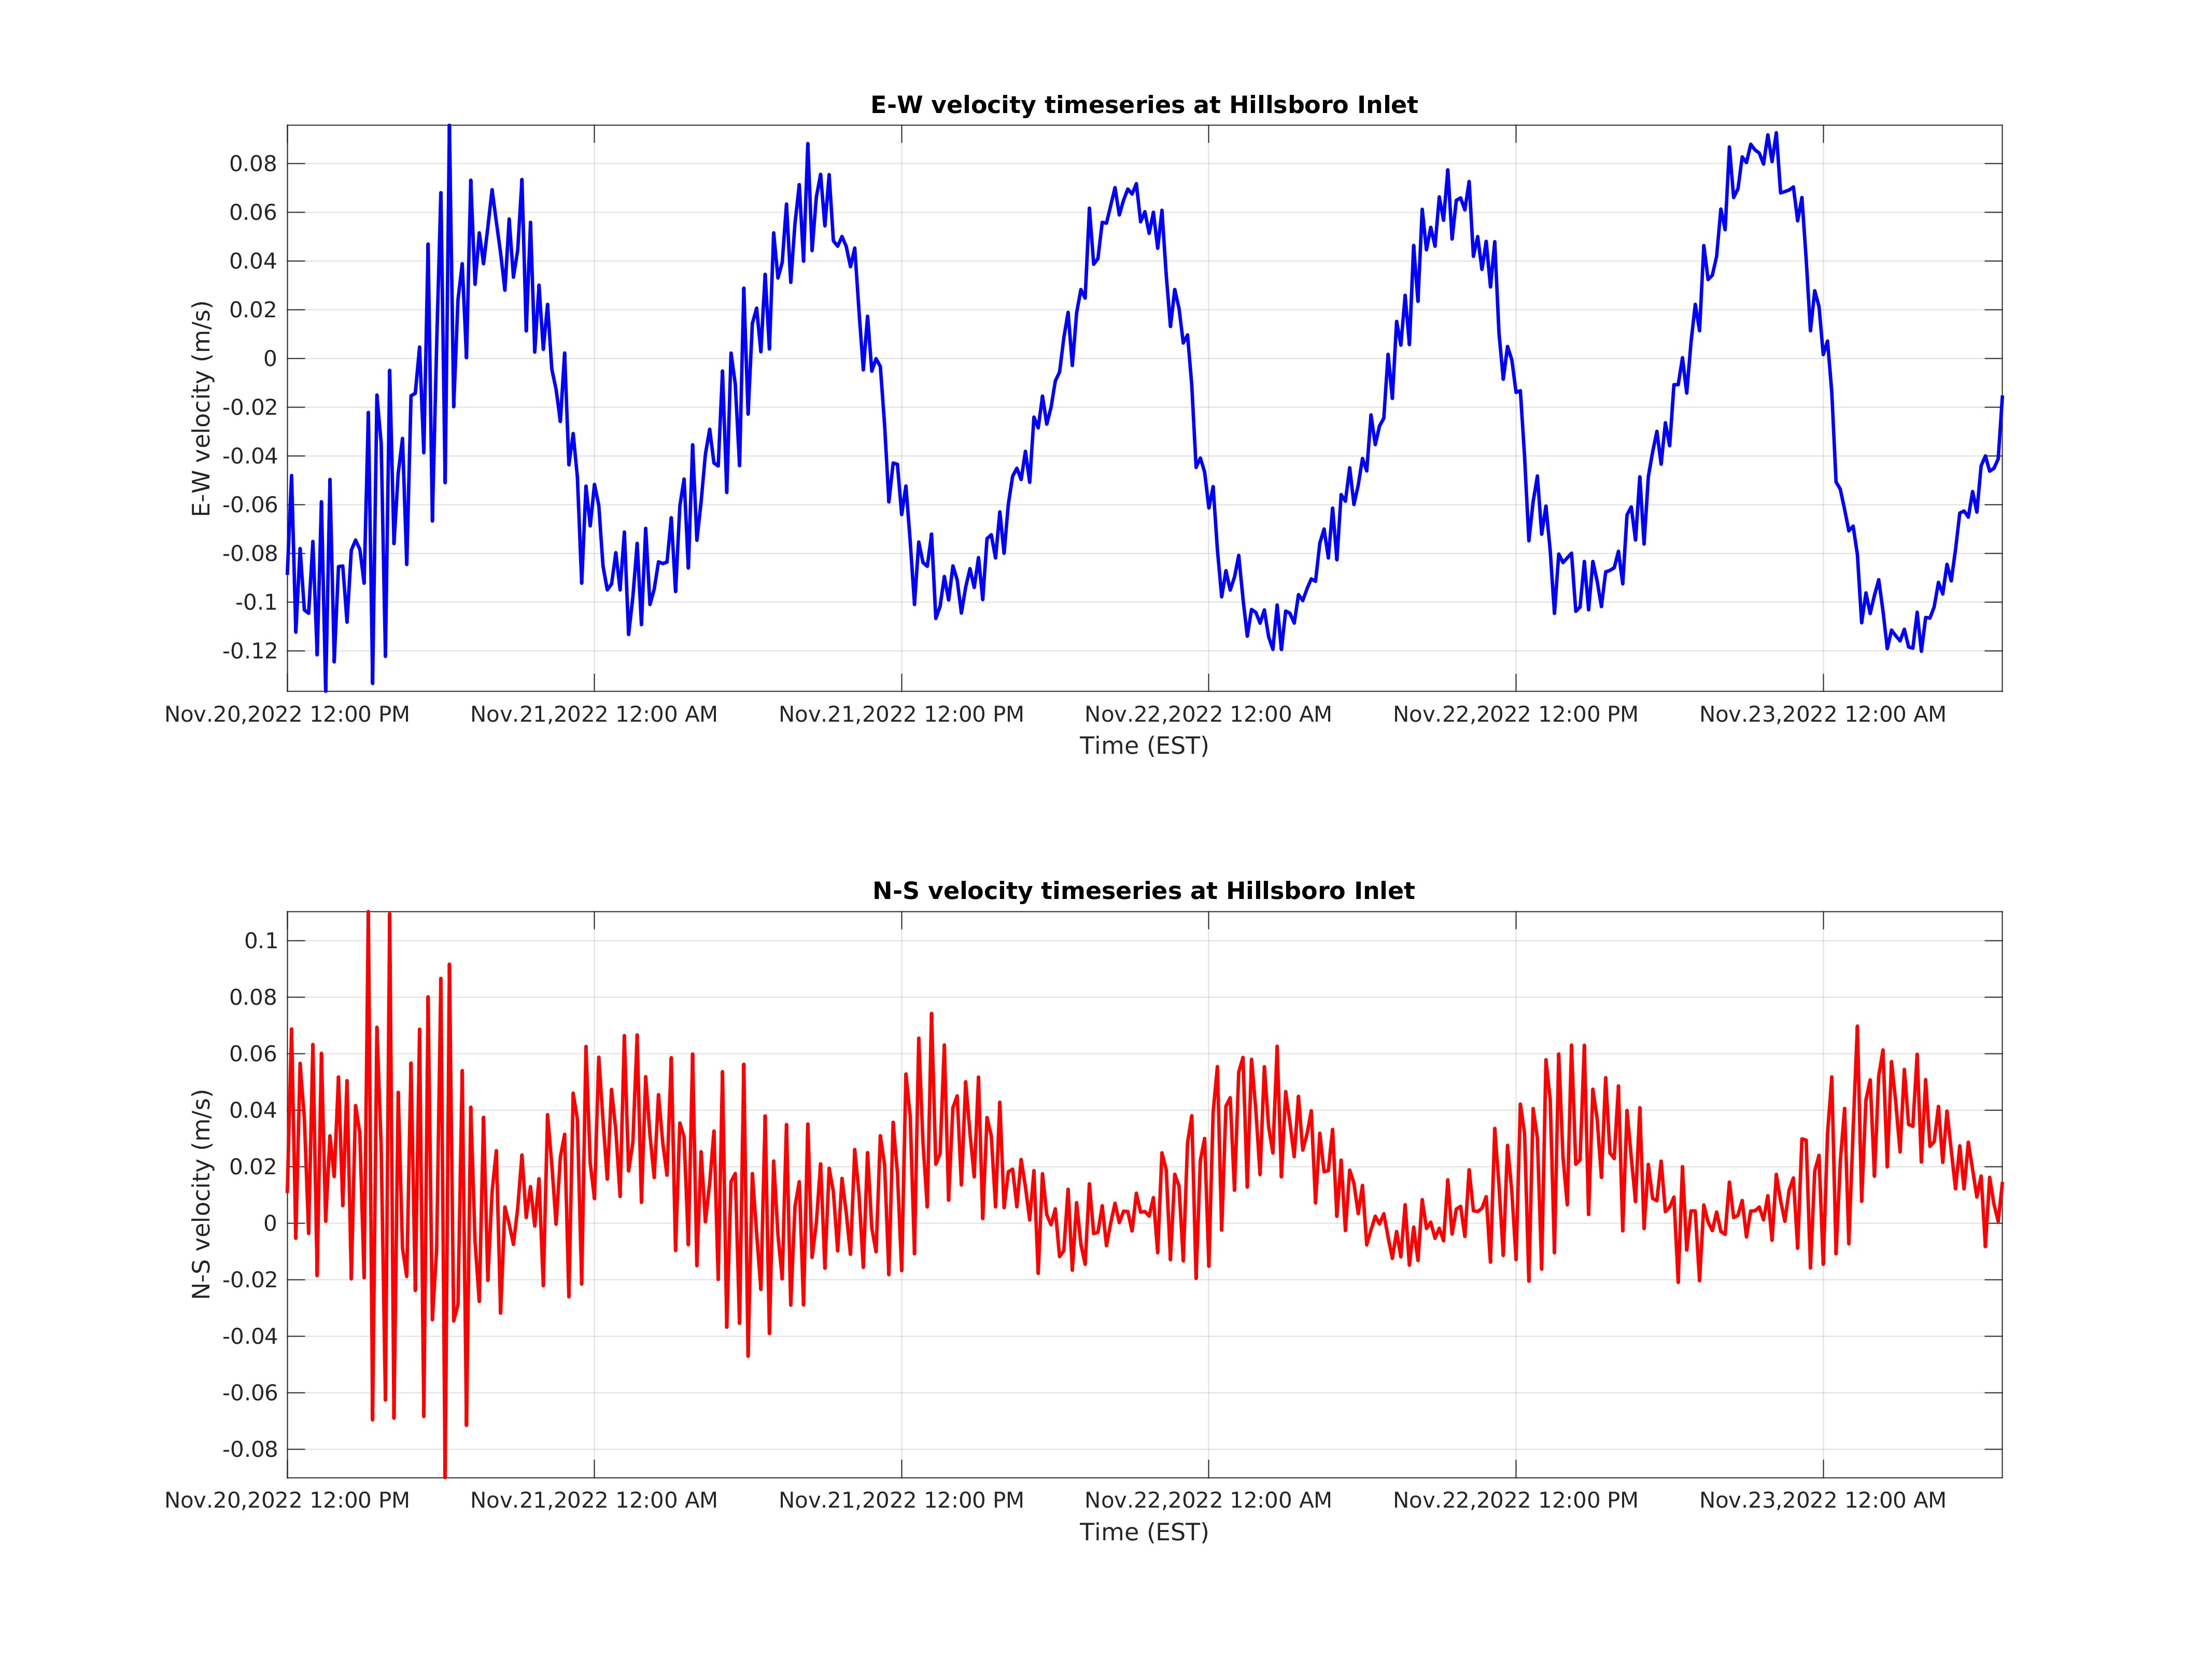 E-W velocity timeseries at Hillsboro Inlet
E-W velocity (m/s)
0.08
0.06
0.04
0.02
0
-0.02
-0.04
-0.06
-0.08
-0.1
-0.12
Nov.20,2022 12:00 PM Nov.21,2022 12:00 AM Nov.21,2022 12:00 PM Nov.22,2022 12:00 AM Nov.22,2022 12:00 PM Nov.23,2022 12:00 AM
Time (EST)
N-S velocity timeseries at Hillsboro Inlet
N-S velocity (m/s)
0.1
0.08
0.06
0.04
0.02
0
-0.02
-0.04
-0.06
-0.08
Nov.20,2022 12:00 PM Nov.21,2022 12:00 AM Nov.21,2022 12:00 PM Nov.22,2022 12:00 AM Nov.22,2022 12:00 PM Nov.23,2022 12:00 AM
Time (EST)